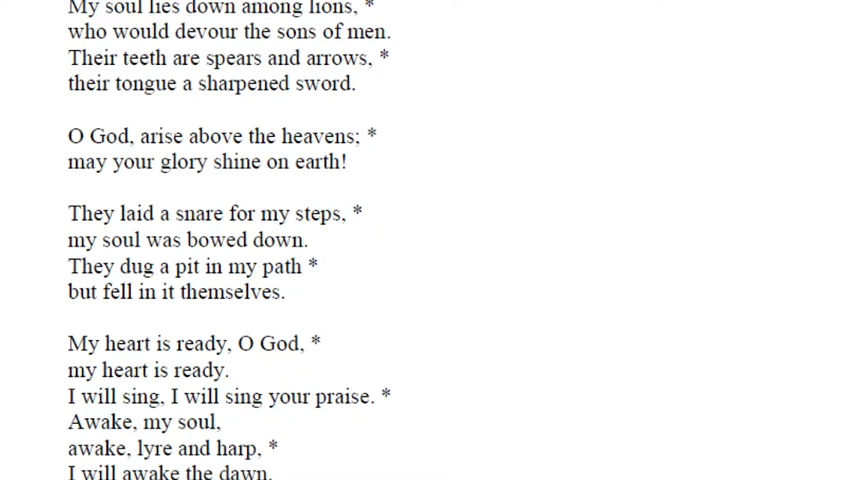 My soul lies down among lions, *
who would devour the sons of men.
Their teeth are spears and arrows, *
their tongue a sharpened sword.
O God, arise above the heavens; *
may your glory shine on earth!
They laid a snare for my steps, *
my soul was bowed down.
They dug a pit in my path *
but fell in it themselves.
My heart is ready, O God, *
my heart is ready.
I will sing, I will sing your praise. *
Awake, my soul,
awake, lyre and harp, *
I will awake the dawn.